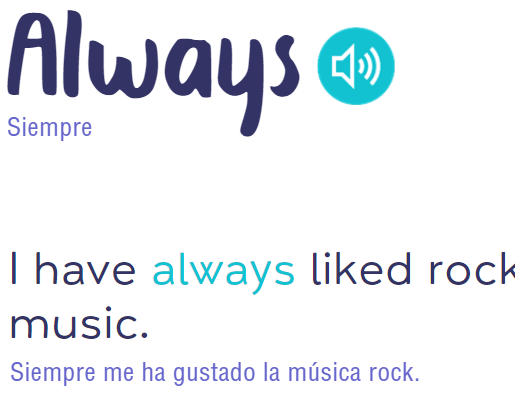 Always
Siempre
I have always liked rock
music.
Siempre me ha gustado la música rock.